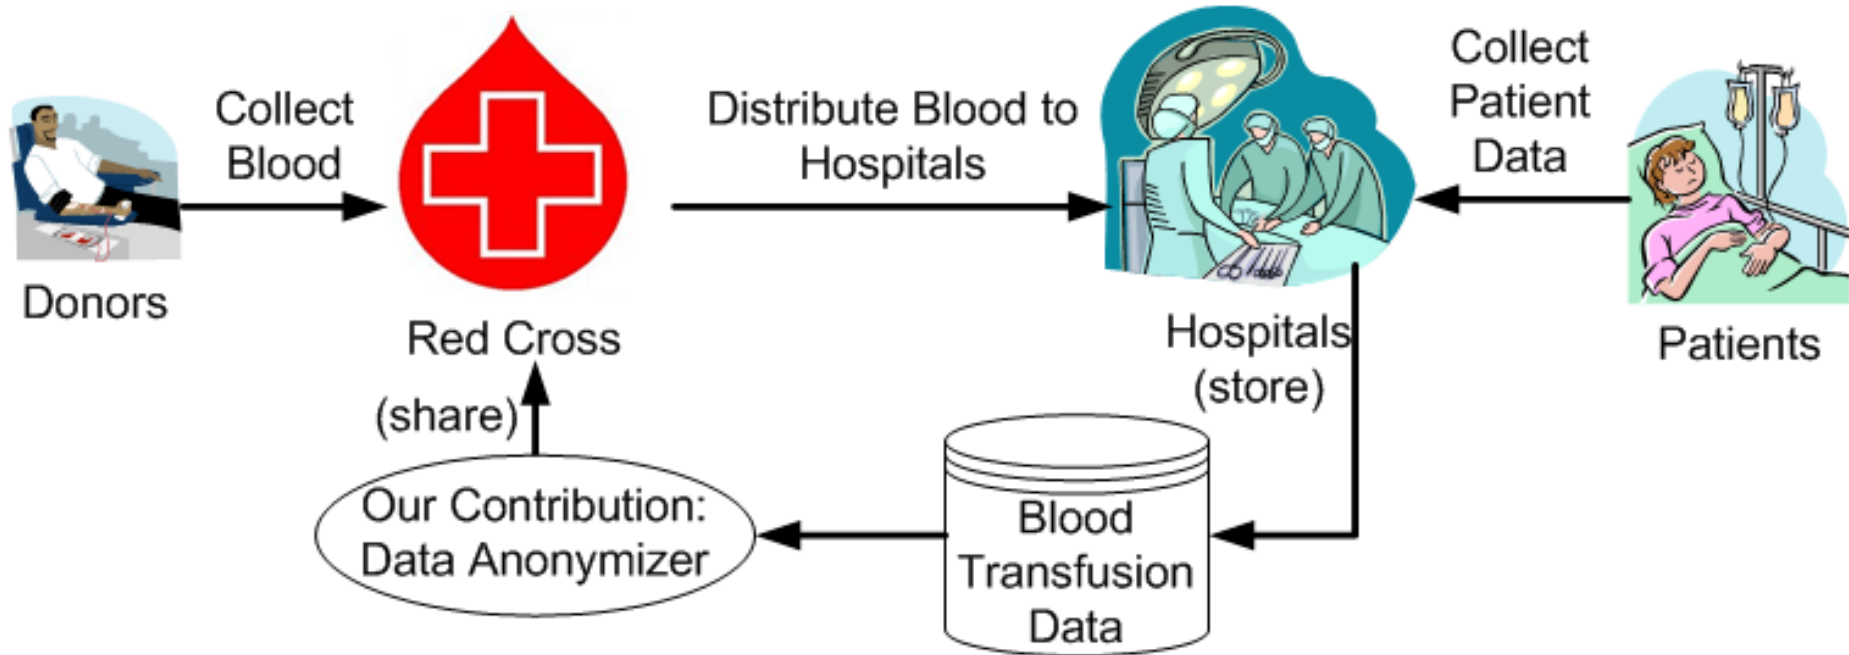 Collect
Blood
Distribute Blood to
Hospitals
Collect
Patient
Data
Donors
Red Cross
Hospitals
(store)
Patients
(share)
Our Contribution:
Data Anonymizer
Blood
Transfusion
Data